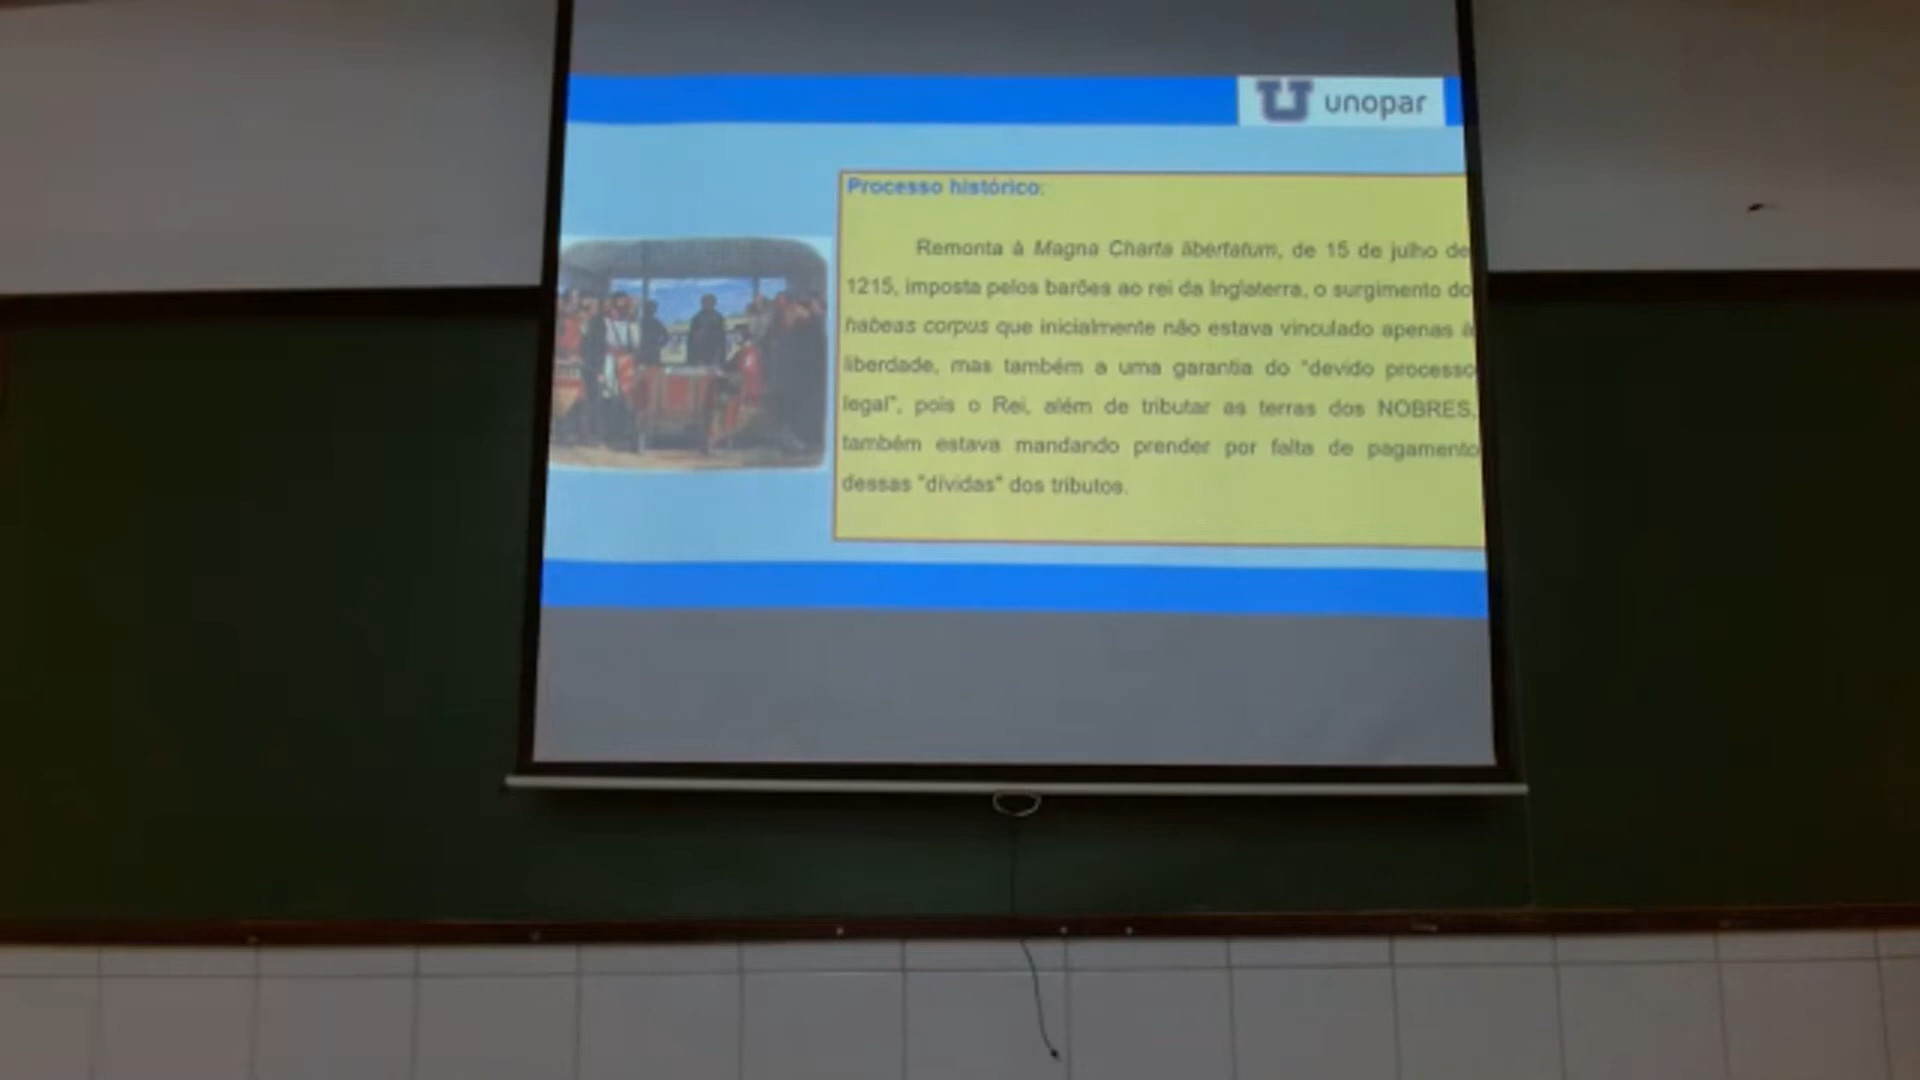 unopar
Processo histórico:
Remonta à Magna Charta libertatum, de 15 de julho de
1215, imposta pelos barões ao rei da Inglaterra, o surgimento do
habeas corpus que inicialmente não estava vinculado apenas à
liberdade, mas também a uma garantia do "devido processo
legal", pois o Rei, além de tributar as terras dos NOBRES,
também estava mandando prender por falta de pagamento
dessas "dívidas" dos tributos.